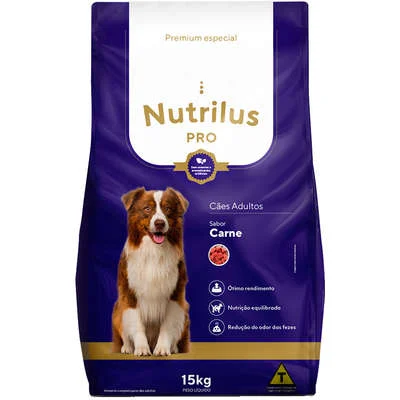 Premium especial
Nutrilus
PRO
Cães Adultos
Sabor
Carne
Ótimo rendimento
Nutrição equilibrada
Redução do odor das fezes
15kg
PESO LÍQUIDO
T